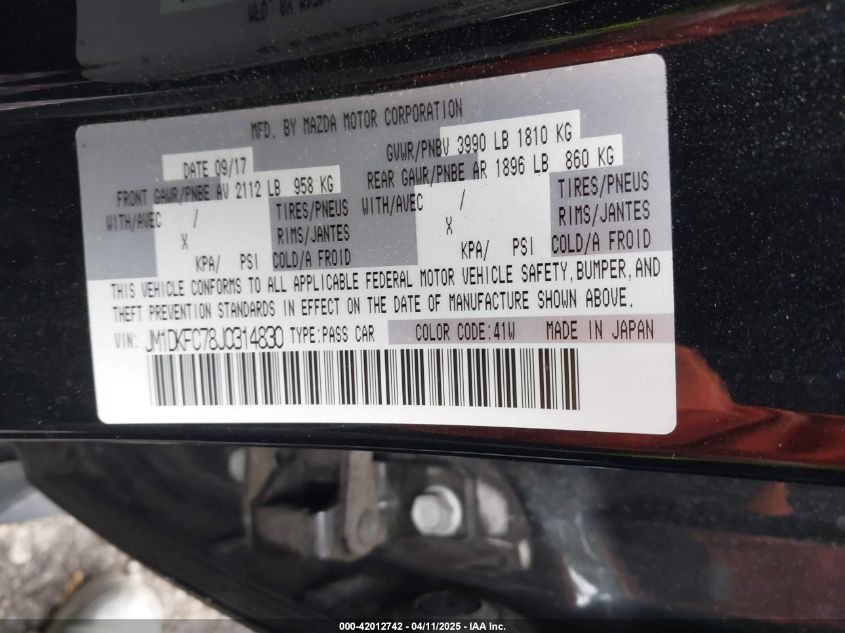 MFD. BY MAZDA MOTOR CORPORATION
DATE 09/17 GVWR/PNBV 3990 LB 1810 KG
FRONT GAWR/PNBE AV 2112 LB 958 KG REAR GAWR/PNBE AR 1896 LB 860 KG
WITH/AVEC / TIRES/PNEUS WITH/AVEC / TIRES/PNEUS
X RIMS/JANTES X RIMS/JANTES
KPA/ PSI COLD/A FROID KPA/ PSI COLD/A FROID
THIS VEHICLE CONFORMS TO ALL APPLICABLE FEDERAL MOTOR VEHICLE SAFETY,BUMPER,AND
THEFT PREVENTION STANDARDS IN EFFECT ON THE DATE OF MANUFACTURE SHOWN ABOVE.
VIN: JM1DKFC78J0314830 TYPE:PASS CAR COLOR CODE:41W MADE IN JAPAN
000-42012742 - 04/11/2025 - IAA Inc.